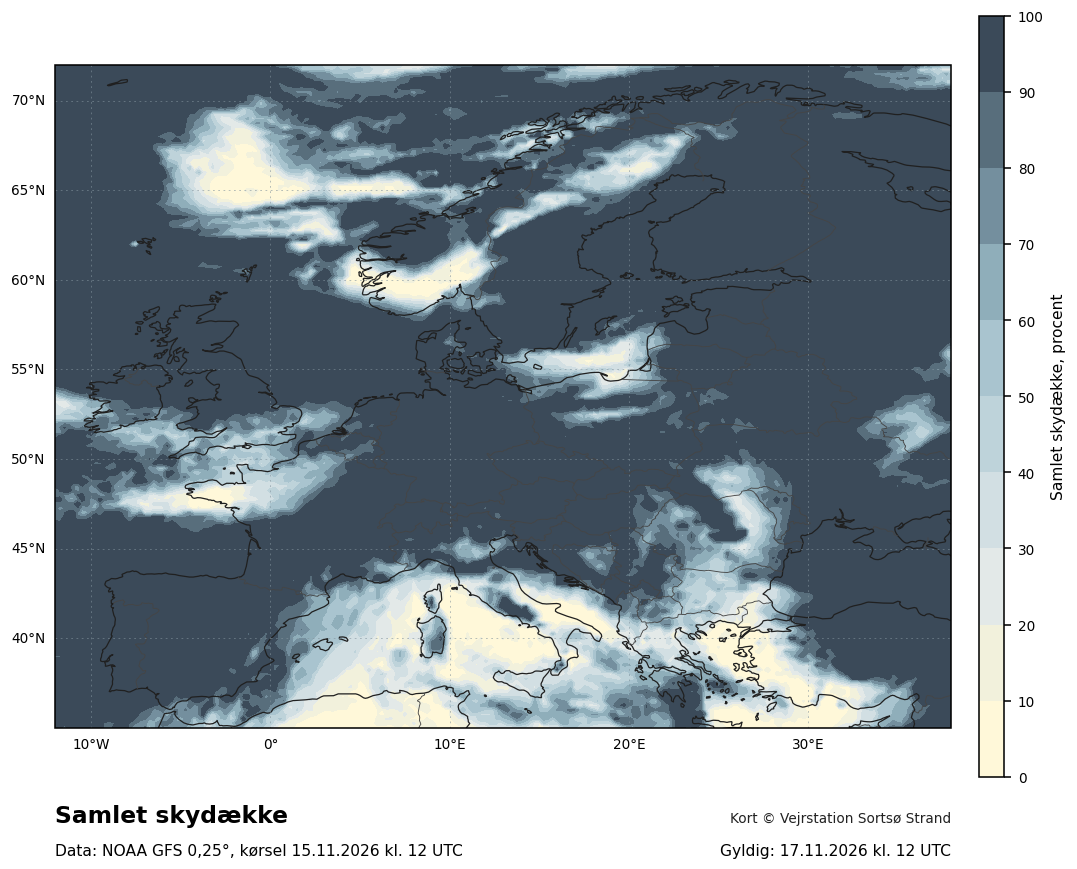 100
90
80
70
60
50
40
30
20
10
0
Samlet skydække, procent
70°N
65°N
60°N
55°N
50°N
45°N
40°N
10°W
0°
10°E
20°E
30°E
Samlet skydække
Kort © Vejrstation Sortsø Strand
Data: NOAA GFS 0,25°, kørsel 15.11.2026 kl. 12 UTC
Gyldig: 17.11.2026 kl. 12 UTC